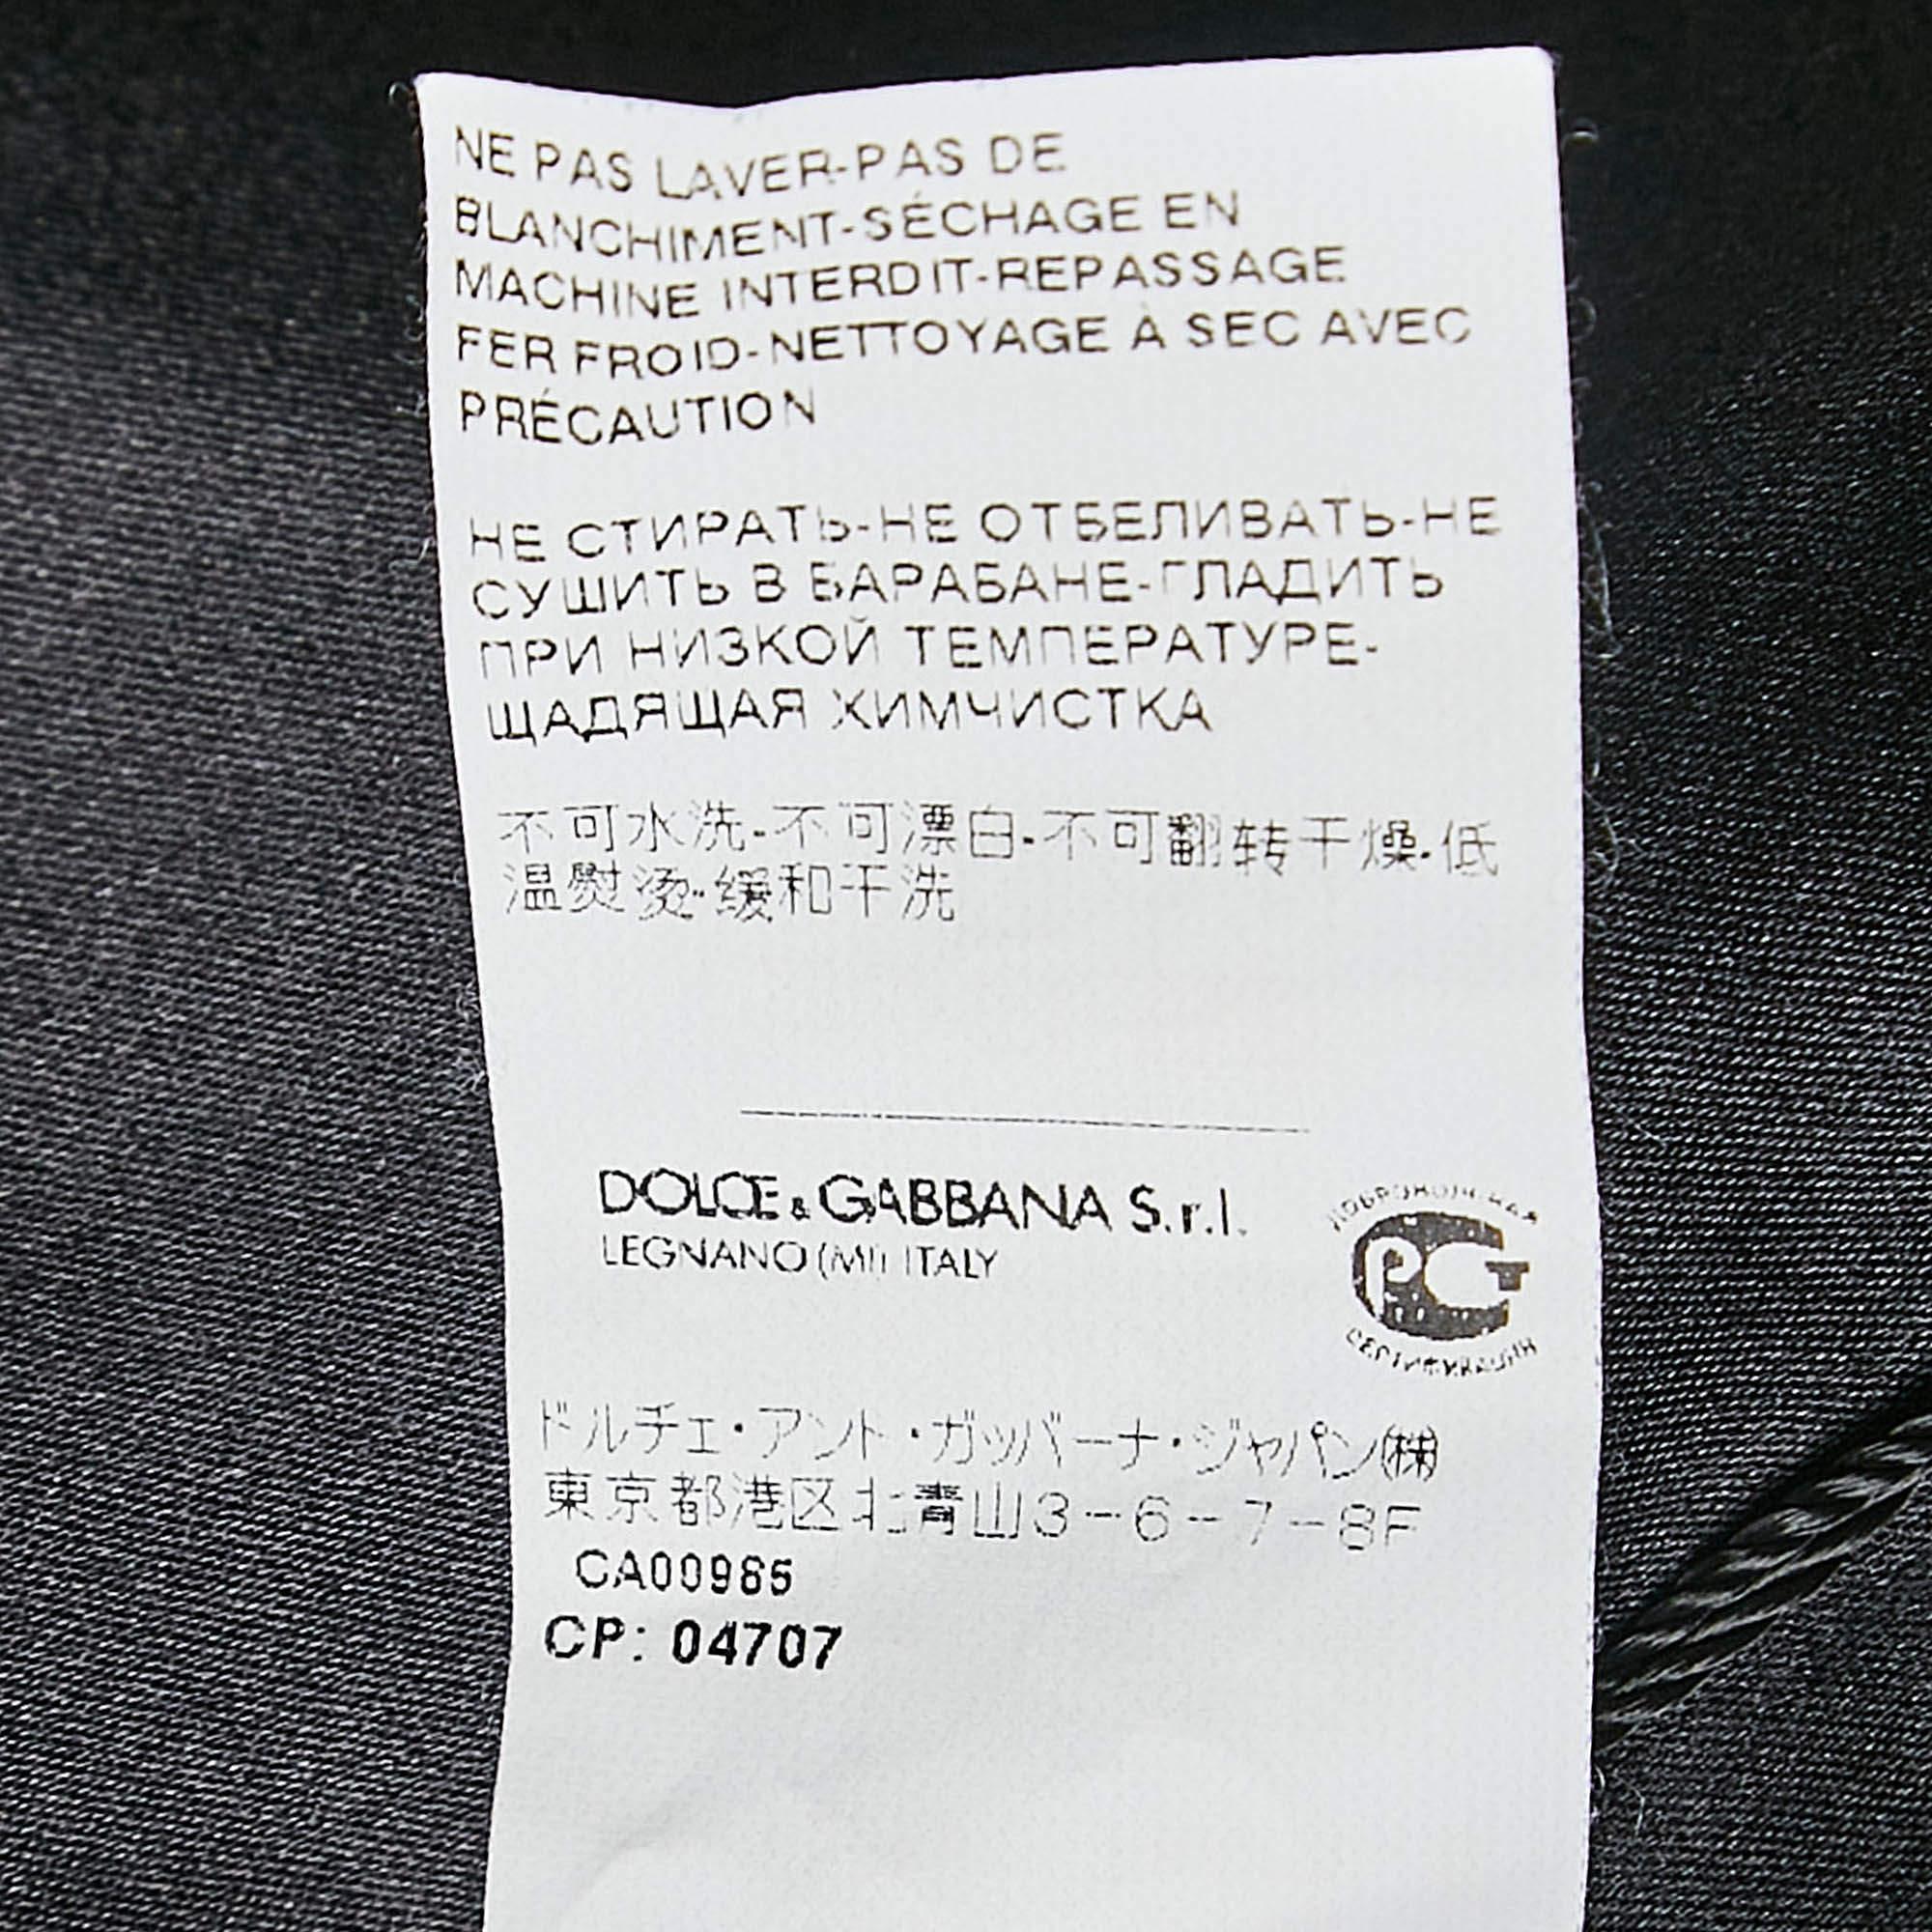 NE PAS LAVER-PAS DE
BLANCHIMENT-SÉCHAGE EN
MACHINE INTERDIT-REPASSAGE
FER FROID-NETTOYAGE À SEC AVEC
PRÉCAUTION
НЕ СТИРАТЬ-НЕ ОТБЕЛИВАТЬ-НЕ
СУШИТЬ В БАРАБАНЕ-ГЛАДИТЬ
ПРИ НИЗКОЙ ТЕМПЕРАТУРЕ-
ЩАДЯЩАЯ ХИМЧИСТКА
不可水洗-不可漂白-不可翻转干燥-低
温熨烫-缓和干洗
DOLCE & GABBANA S.r.l.
LEGNANO (MI) ITALY
ДОБРОВОЛЬНАЯ
РСТ
СЕРТИФИКАЦИЯ
ドルチェ・アンド・ガッバーナ・ジャパン(株)
東京都港区北青山3-6-7-8F
CA00985
CP: 04707